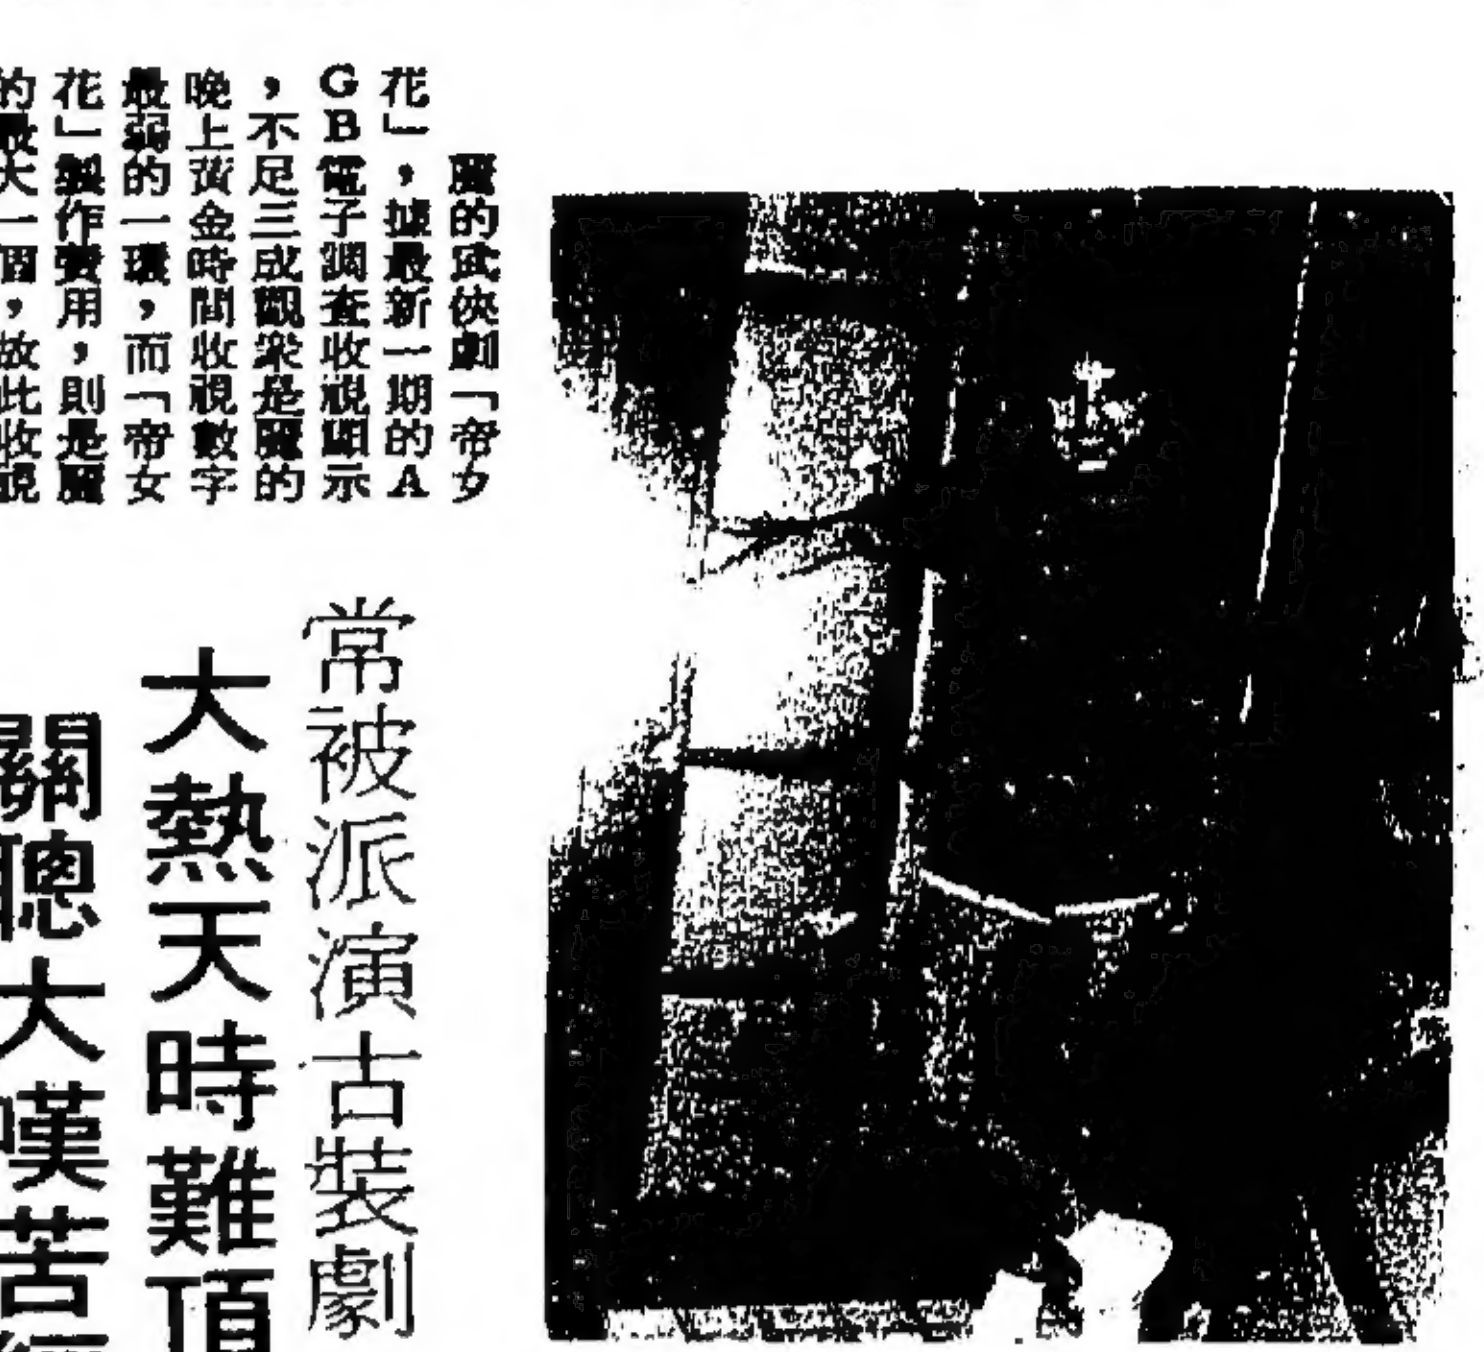 麗的武俠劇「帝女
花」，據最新一期的A
GB電子調查收視顯示
，不足三成觀衆是麗的
晚上黃金時間收視數字
最弱的一環，而「帝女
花」製作費用，則是麗
的最大一個，故此收視
常被派演古裝劇
大熱天時難頂
關聰大嘆苦